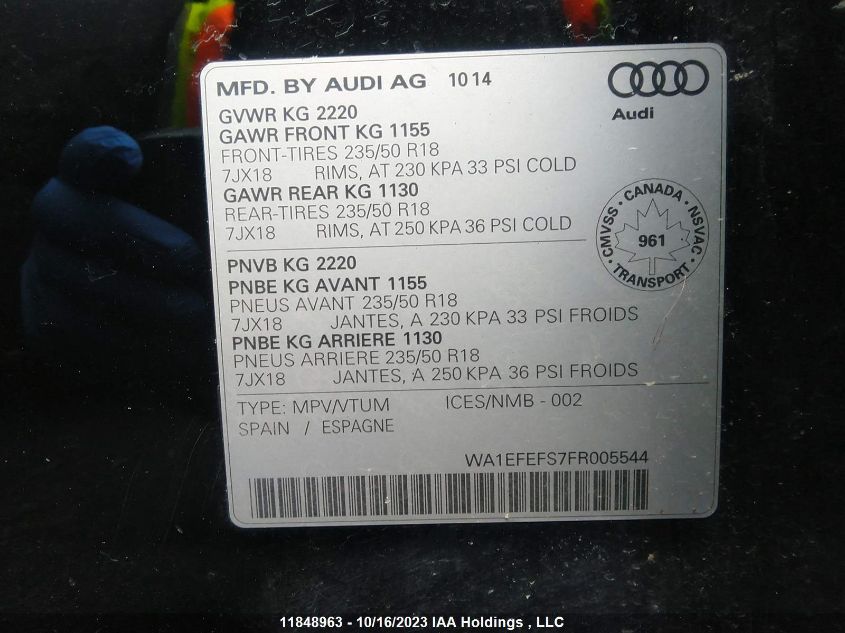 MFD. BY AUDI AG 10 14
Audi
GVWR KG 2220
GAWR FRONT KG 1155
FRONT-TIRES 235/50 R18
7JX18 RIMS, AT 230 KPA 33 PSI COLD
GAWR REAR KG 1130
REAR-TIRES 235/50 R18
7JX18 RIMS, AT 250 KPA 36 PSI COLD
CMVSS · CANADA · NSVAC · TRANSPORT ·
961
PNVB KG 2220
PNBE KG AVANT 1155
PNEUS AVANT 235/50 R18
7JX18 JANTES, A 230 KPA 33 PSI FROIDS
PNBE KG ARRIERE 1130
PNEUS ARRIERE 235/50 R18
7JX18 JANTES, A 250 KPA 36 PSI FROIDS
TYPE: MPV/VTUM ICES/NMB - 002
SPAIN / ESPAGNE
WA1EFEFS7FR005544
11848963 - 10/16/2023 IAA Holdings , LLC